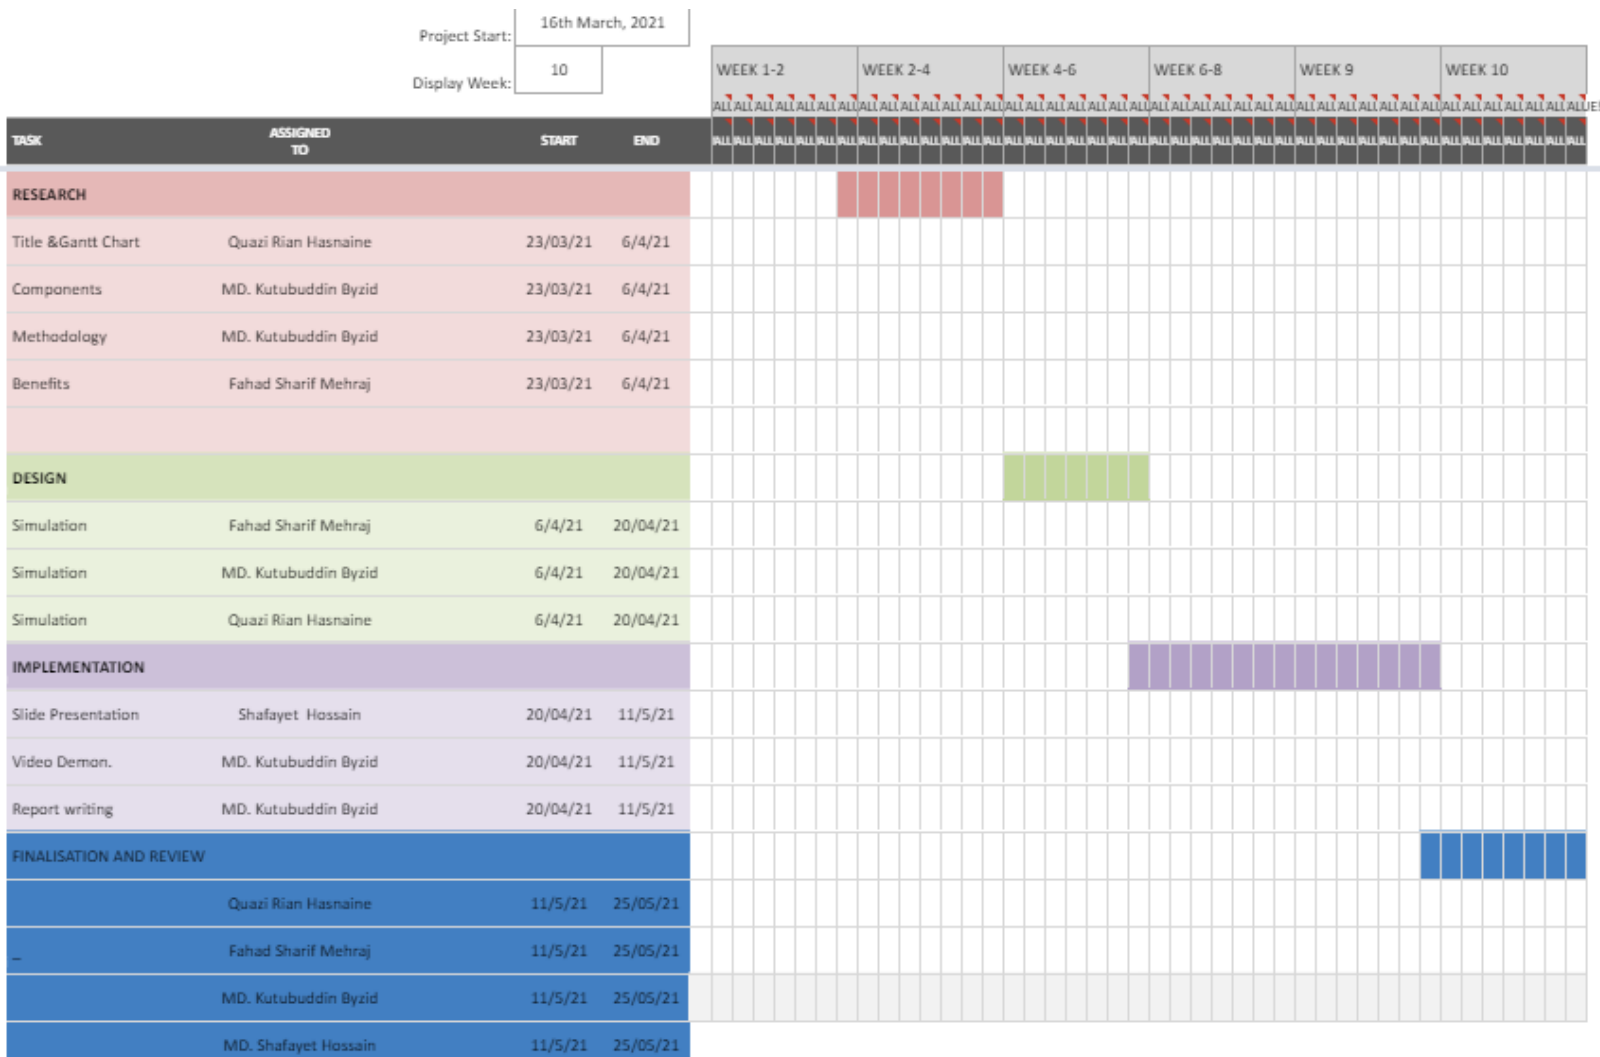 Project Start: 16th March, 2021
Display Week: 10
WEEK 1-2 WEEK 2-4 WEEK 4-6 WEEK 6-8 WEEK 9 WEEK 10
TASK ASSIGNED TO START END
RESEARCH
Title &Gantt Chart Quazi Rian Hasnaine 23/03/21 6/4/21
Components MD. Kutubuddin Byzid 23/03/21 6/4/21
Methodology MD. Kutubuddin Byzid 23/03/21 6/4/21
Benefits Fahad Sharif Mehraj 23/03/21 6/4/21
DESIGN
Simulation Fahad Sharif Mehraj 6/4/21 20/04/21
Simulation MD. Kutubuddin Byzid 6/4/21 20/04/21
Simulation Quazi Rian Hasnaine 6/4/21 20/04/21
IMPLEMENTATION
Slide Presentation Shafayet Hossain 20/04/21 11/5/21
Video Demon. MD. Kutubuddin Byzid 20/04/21 11/5/21
Report writing MD. Kutubuddin Byzid 20/04/21 11/5/21
FINALISATION AND REVIEW
Quazi Rian Hasnaine 11/5/21 25/05/21
_ Fahad Sharif Mehraj 11/5/21 25/05/21
MD. Kutubuddin Byzid 11/5/21 25/05/21
MD. Shafayet Hossain 11/5/21 25/05/21